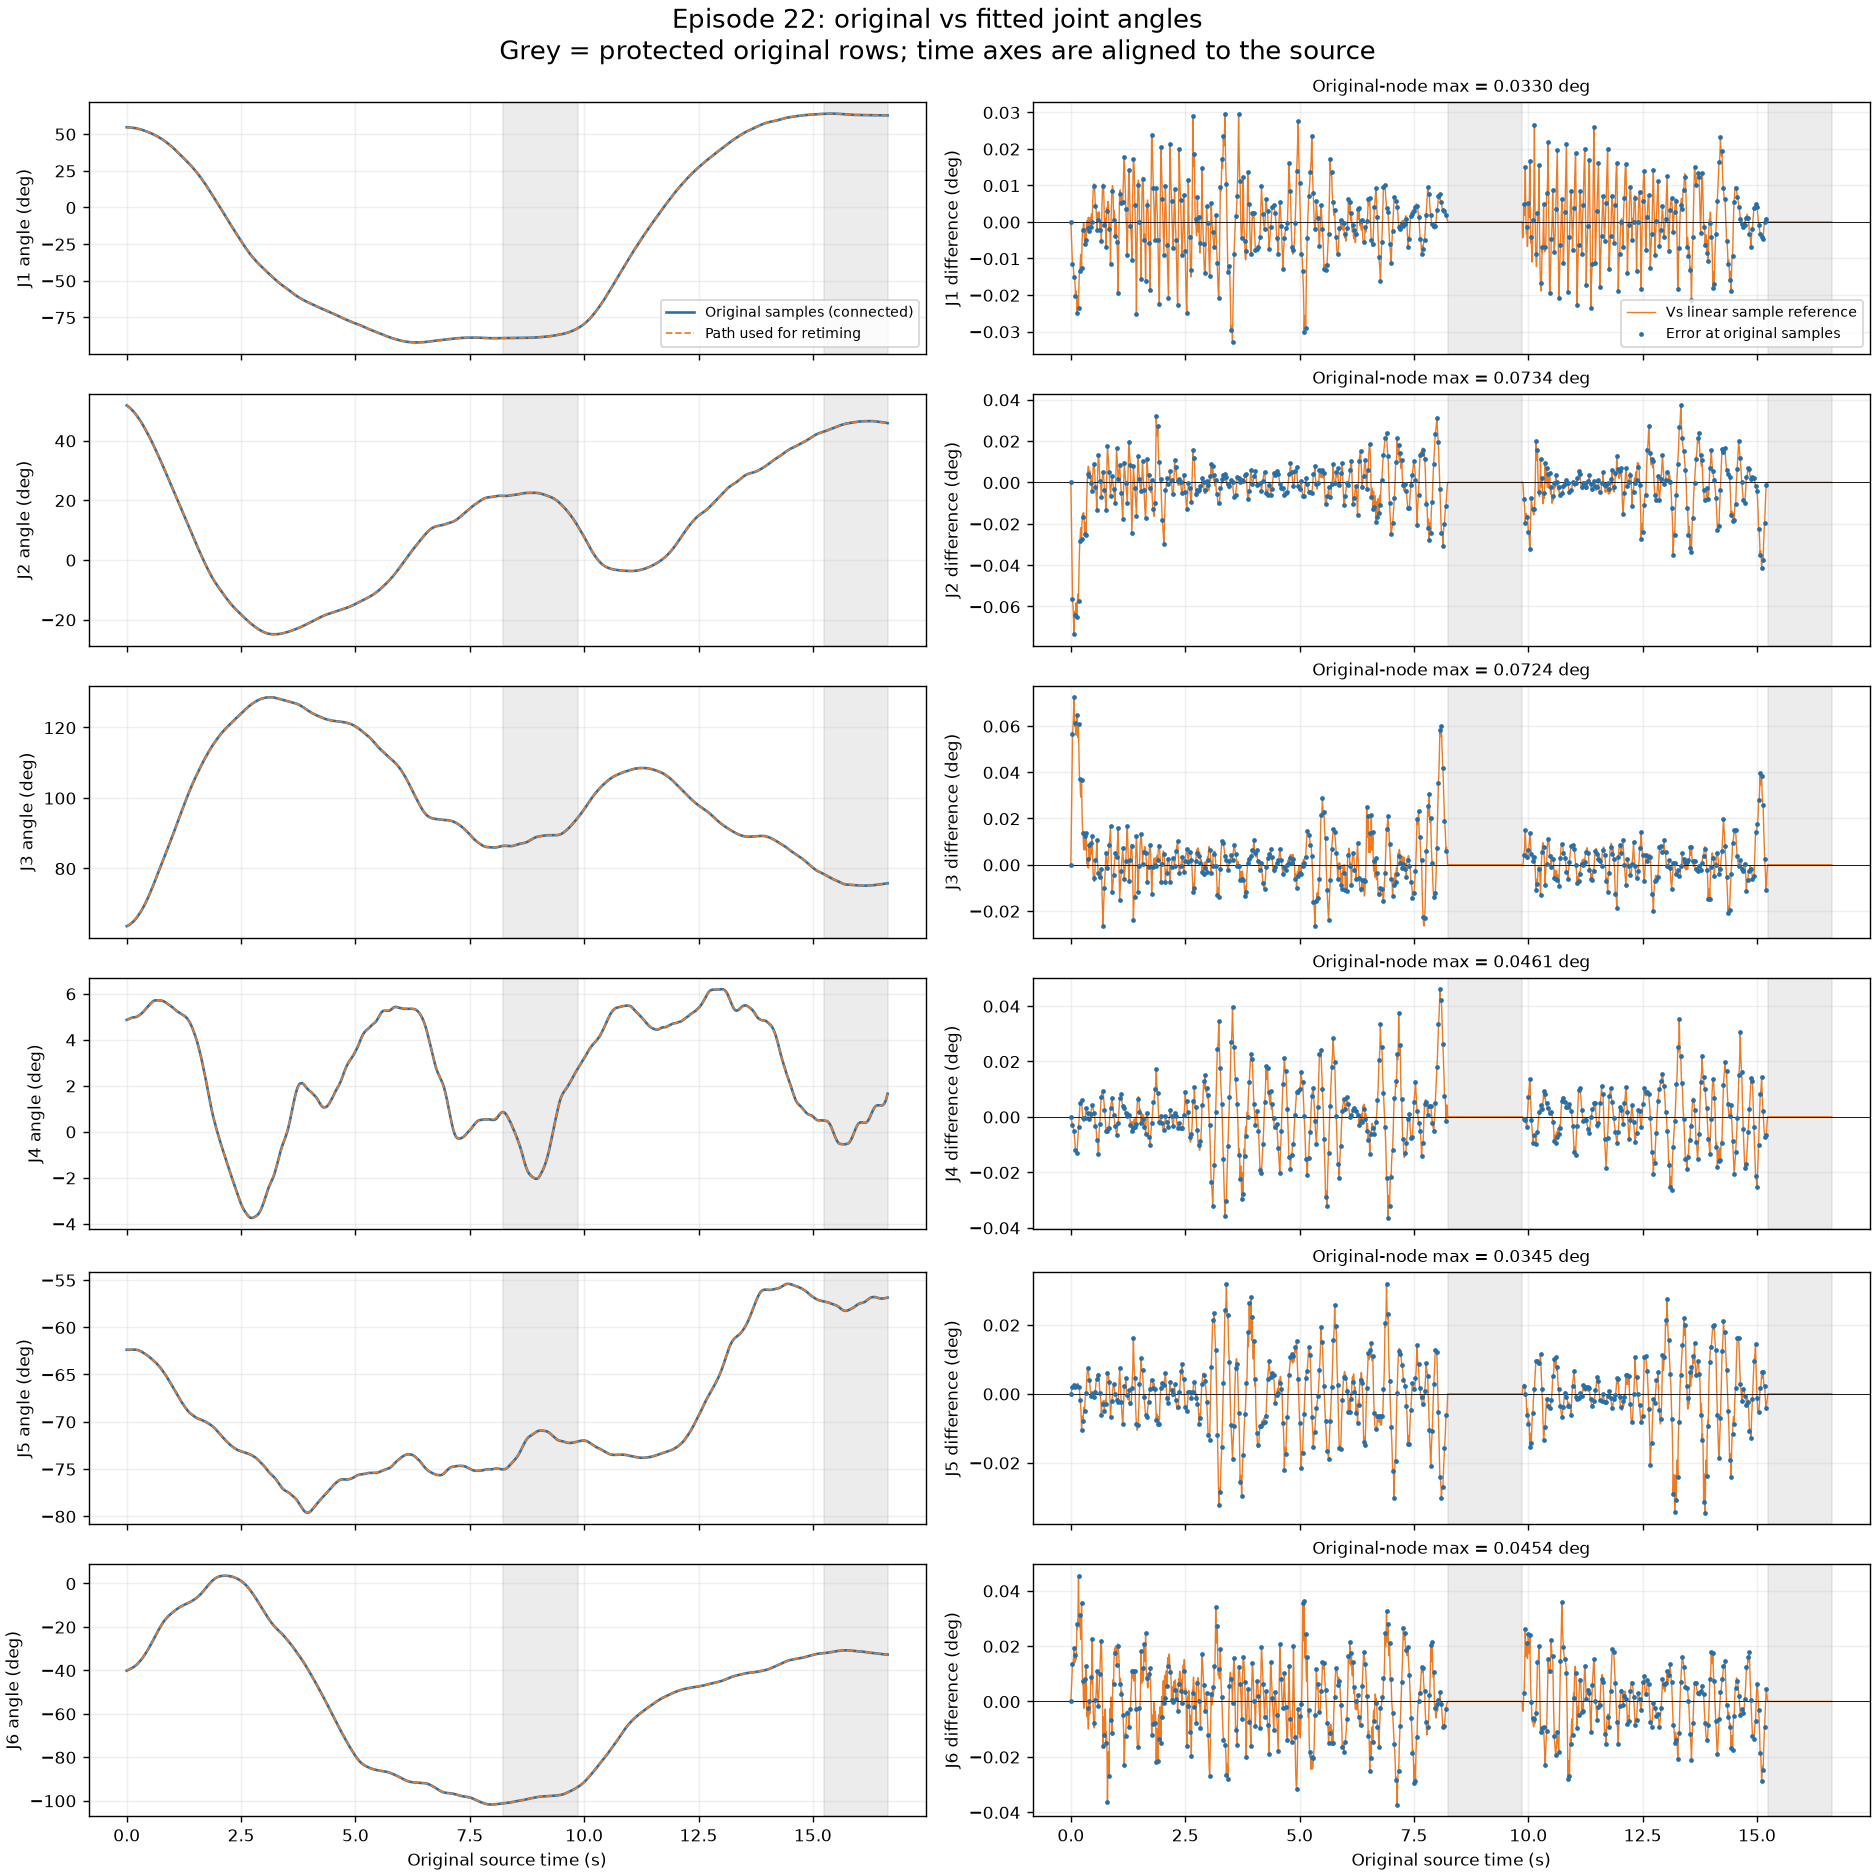 Episode 22: original vs fitted joint angles
Grey = protected original rows; time axes are aligned to the source
J1 angle (deg)
50
25
0
−25
−50
−75
Original samples (connected)
Path used for retiming
Original-node max = 0.0330 deg
J1 difference (deg)
0.03
0.02
0.01
0.00
−0.01
−0.02
−0.03
Vs linear sample reference
Error at original samples
J2 angle (deg)
40
20
0
−20
Original-node max = 0.0734 deg
J2 difference (deg)
0.04
0.02
0.00
−0.02
−0.04
−0.06
J3 angle (deg)
120
100
80
Original-node max = 0.0724 deg
J3 difference (deg)
0.06
0.04
0.02
0.00
−0.02
J4 angle (deg)
6
4
2
0
−2
−4
Original-node max = 0.0461 deg
J4 difference (deg)
0.04
0.02
0.00
−0.02
−0.04
J5 angle (deg)
−55
−60
−65
−70
−75
−80
Original-node max = 0.0345 deg
J5 difference (deg)
0.02
0.00
−0.02
J6 angle (deg)
0
−20
−40
−60
−80
−100
0.0 2.5 5.0 7.5 10.0 12.5 15.0
Original source time (s)
Original-node max = 0.0454 deg
J6 difference (deg)
0.04
0.02
0.00
−0.02
−0.04
0.0 2.5 5.0 7.5 10.0 12.5 15.0
Original source time (s)